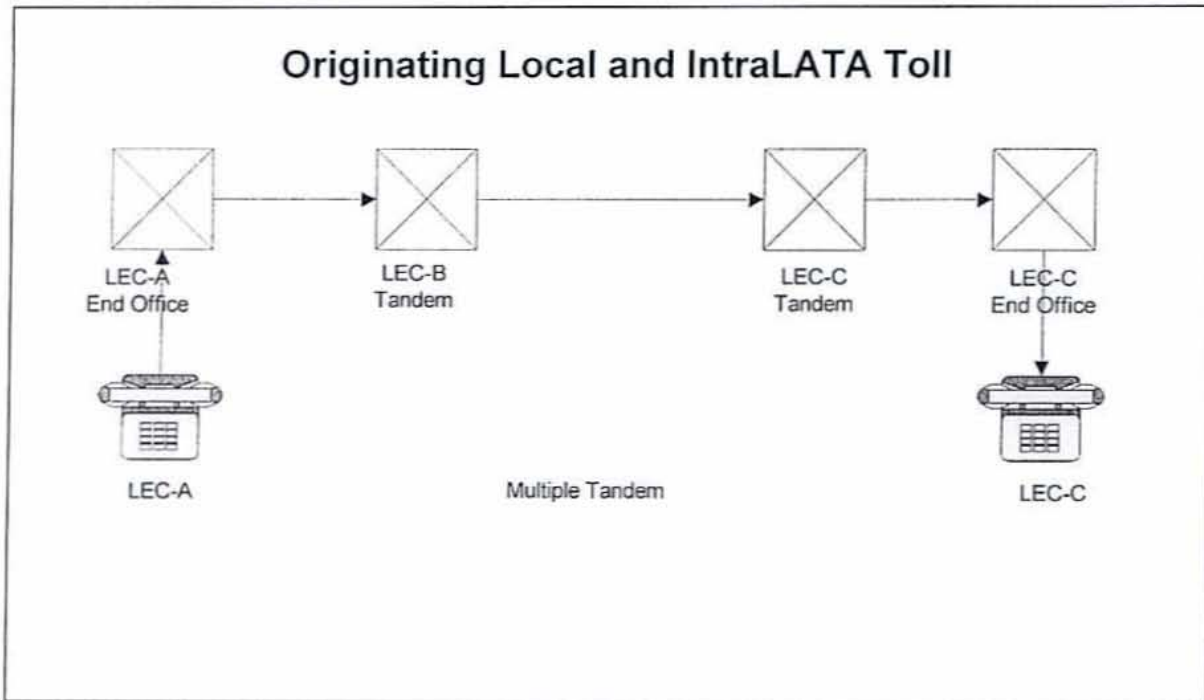 Originating Local and IntraLATA Toll
LEC-A
End Office
LEC-B
Tandem
LEC-C
Tandem
LEC-C
End Office
LEC-A
Multiple Tandem
LEC-C